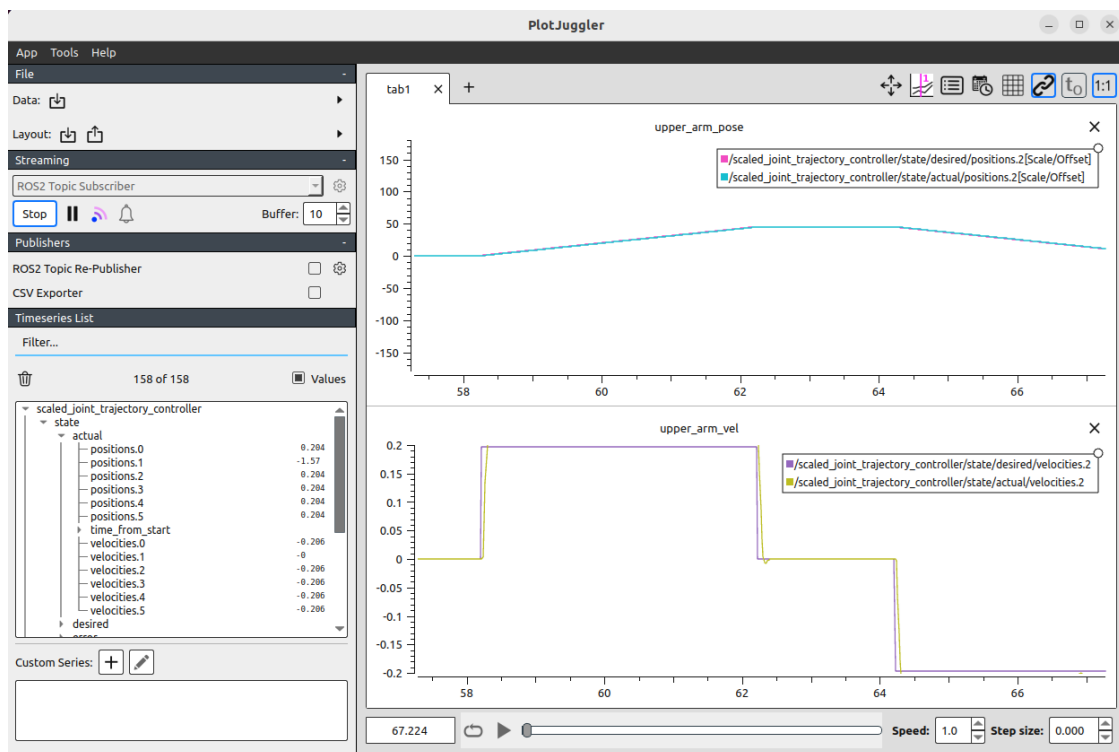 PlotJuggler
App Tools Help
File -
Data:
Layout:
Streaming -
ROS2 Topic Subscriber
Stop Buffer: 10
Publishers -
ROS2 Topic Re-Publisher
CSV Exporter
Timeseries List
Filter...
158 of 158 Values
scaled_joint_trajectory_controller
state
actual
positions.0 0.204
positions.1 -1.57
positions.2 0.204
positions.3 0.204
positions.4 0.204
positions.5 0.204
time_from_start
velocities.0 -0.206
velocities.1 -0
velocities.2 -0.206
velocities.3 -0.206
velocities.4 -0.206
velocities.5 -0.206
desired
error
Custom Series:
tab1
1
t0
1:1
upper_arm_pose
/scaled_joint_trajectory_controller/state/desired/positions.2[Scale/Offset]
/scaled_joint_trajectory_controller/state/actual/positions.2[Scale/Offset]
150
100
50
0
-50
-100
-150
58 60 62 64 66
upper_arm_vel
/scaled_joint_trajectory_controller/state/desired/velocities.2
/scaled_joint_trajectory_controller/state/actual/velocities.2
0.2
0.15
0.1
0.05
0
-0.05
-0.1
-0.15
-0.2
58 60 62 64 66
67.224 Speed: 1.0 Step size: 0.000